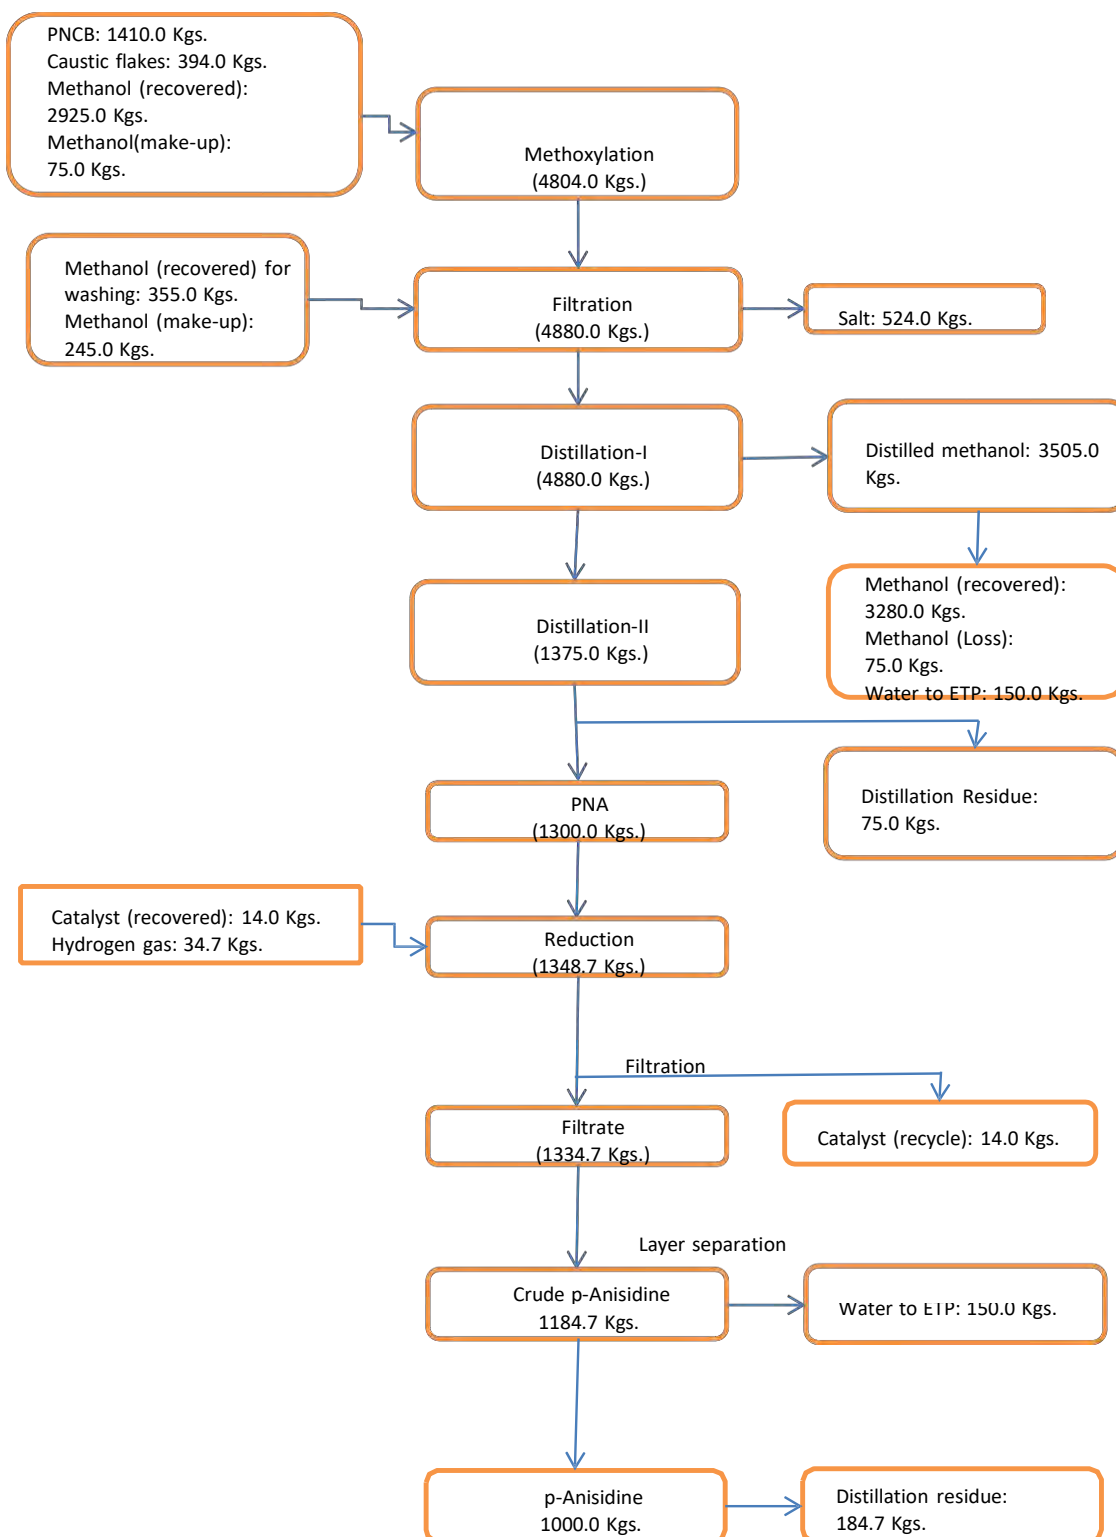 PNCB: 1410.0 Kgs.
Caustic flakes: 394.0 Kgs.
Methanol (recovered):
2925.0 Kgs.
Methanol(make-up):
75.0 Kgs.
Methoxylation
(4804.0 Kgs.)
Methanol (recovered) for
washing: 355.0 Kgs.
Methanol (make-up):
245.0 Kgs.
Filtration
(4880.0 Kgs.)
Salt: 524.0 Kgs.
Distillation-I
(4880.0 Kgs.)
Distilled methanol: 3505.0
Kgs.
Distillation-II
(1375.0 Kgs.)
Methanol (recovered):
3280.0 Kgs.
Methanol (Loss):
75.0 Kgs.
Water to ETP: 150.0 Kgs.
PNA
(1300.0 Kgs.)
Distillation Residue:
75.0 Kgs.
Catalyst (recovered): 14.0 Kgs.
Hydrogen gas: 34.7 Kgs.
Reduction
(1348.7 Kgs.)
Filtration
Filtrate
(1334.7 Kgs.)
Catalyst (recycle): 14.0 Kgs.
Layer separation
Crude p-Anisidine
1184.7 Kgs.
Water to ETP: 150.0 Kgs.
p-Anisidine
1000.0 Kgs.
Distillation residue:
184.7 Kgs.